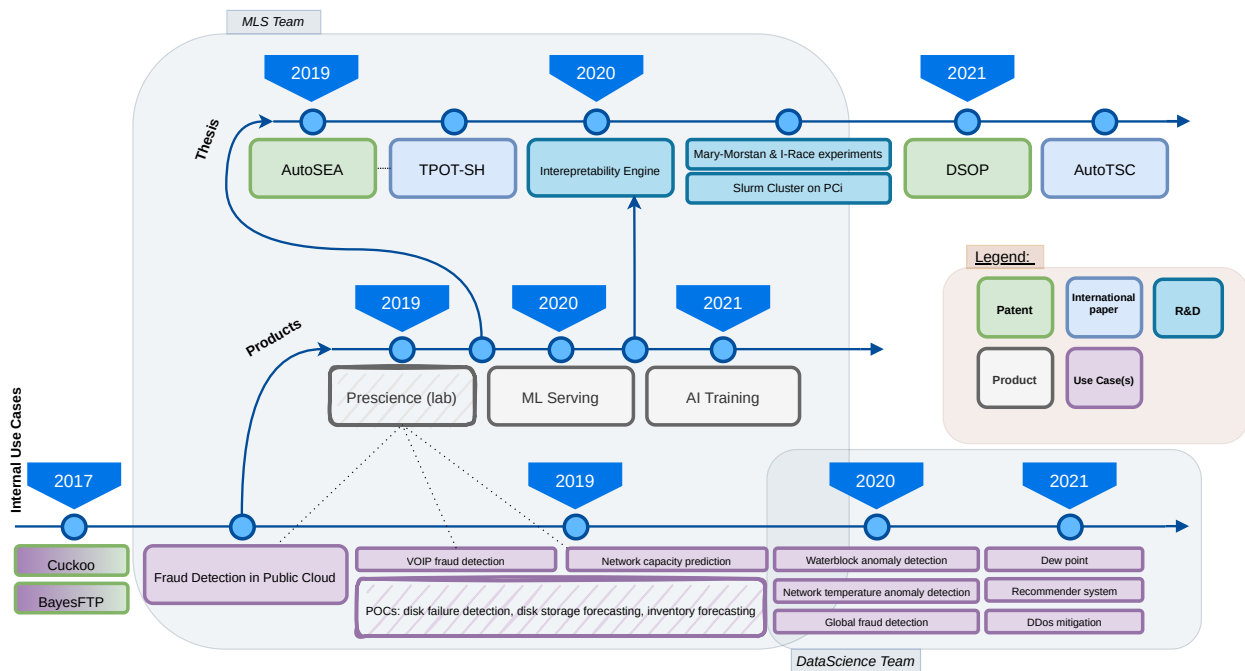 MLS Team
2019
2020
2021
Thesis
AutoSEA
TPOT-SH
Interepretability Engine
Mary-Morstan & I-Race experiments
Slurm Cluster on PCi
DSOP
AutoTSC
Legend:
Patent
International
paper
R&D
Product
Use Case(s)
Products
2019
2020
2021
Prescience (lab)
ML Serving
AI Training
Internal Use Cases
2017
2019
2020
2021
Cuckoo
BayesFTP
Fraud Detection in Public Cloud
VOIP fraud detection
Network capacity prediction
POCs: disk failure detection, disk storage forecasting, inventory forecasting
Waterblock anomaly detection
Network temperature anomaly detection
Global fraud detection
Dew point
Recommender system
DDos mitigation
DataScience Team